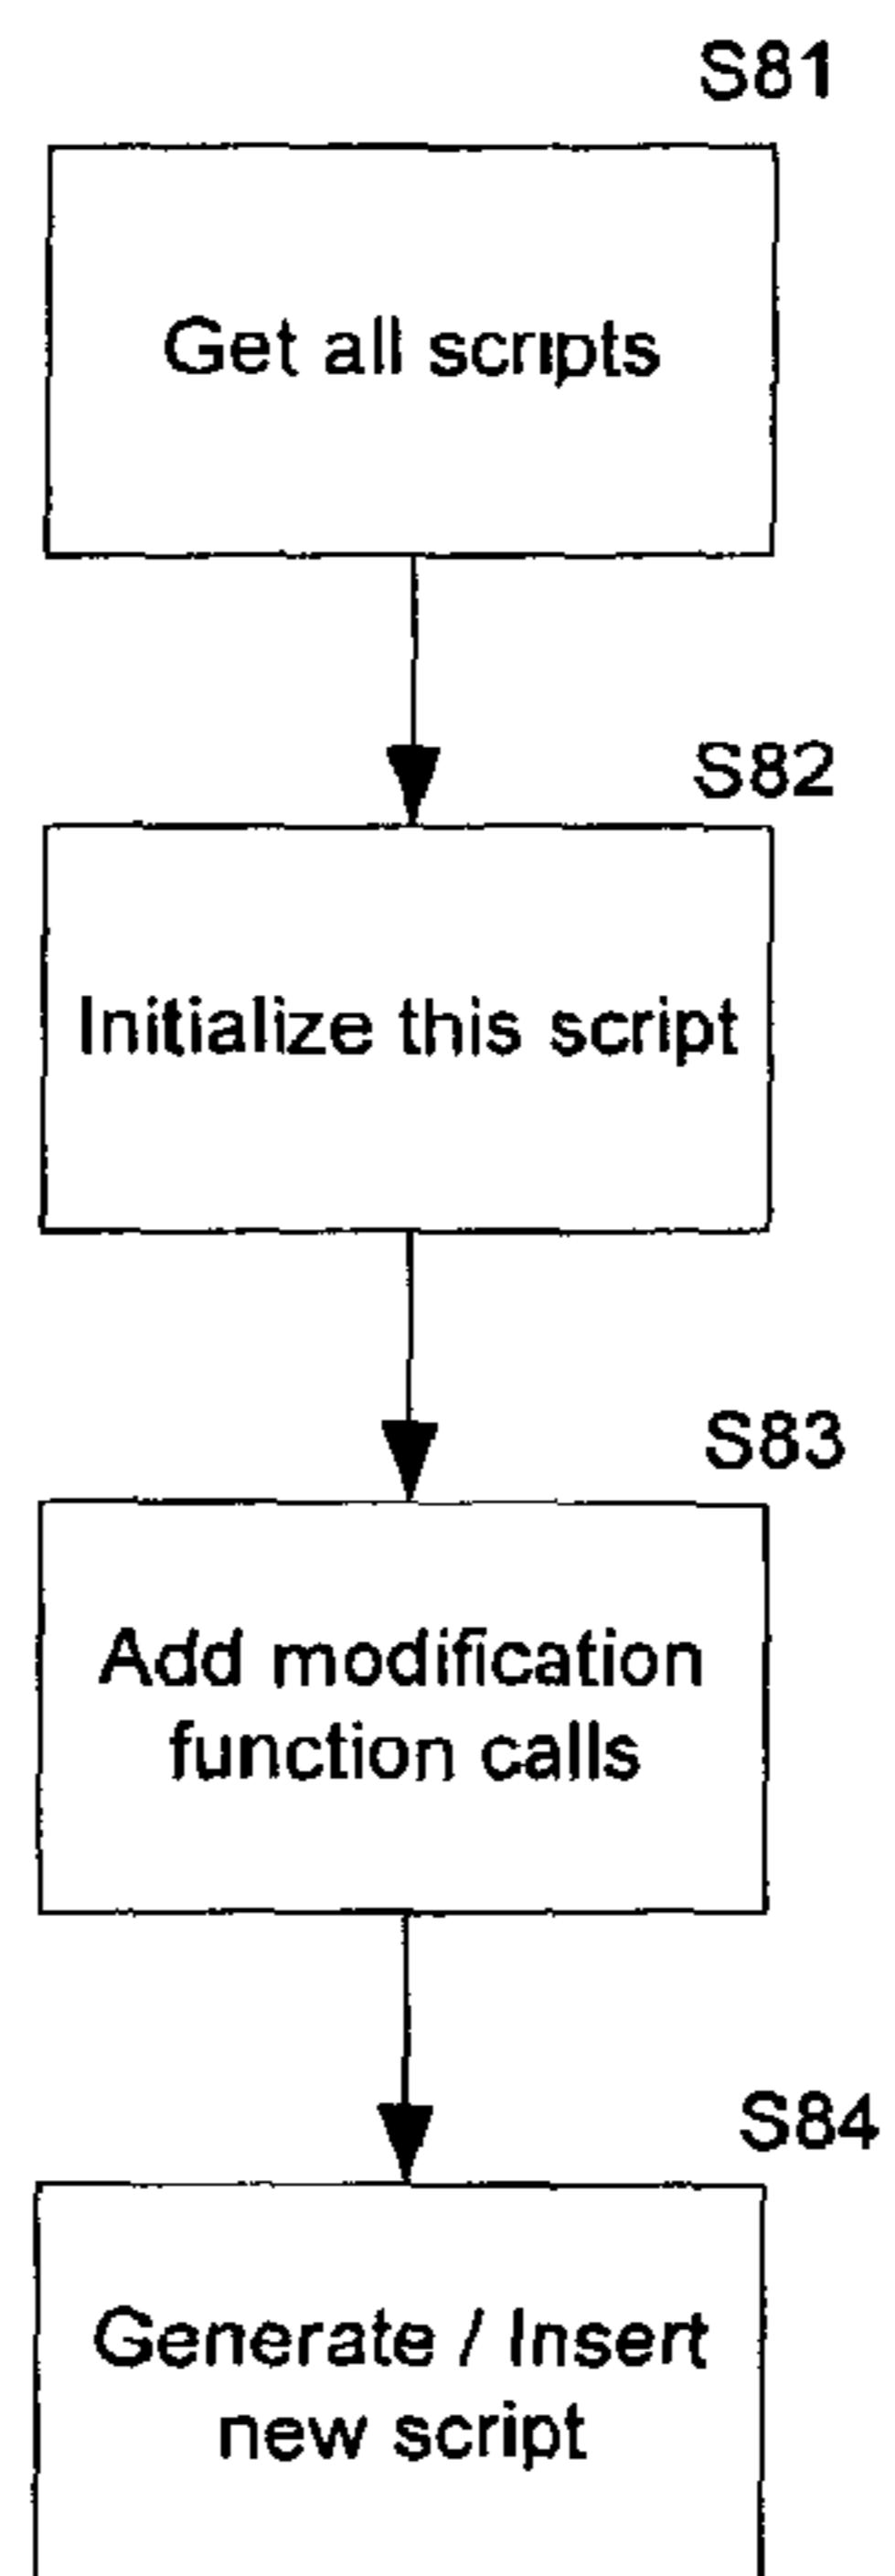 S81
Get all scripts
S82
Initialize this script
S83
Add modification
function calls
S84
Generate / Insert
new script